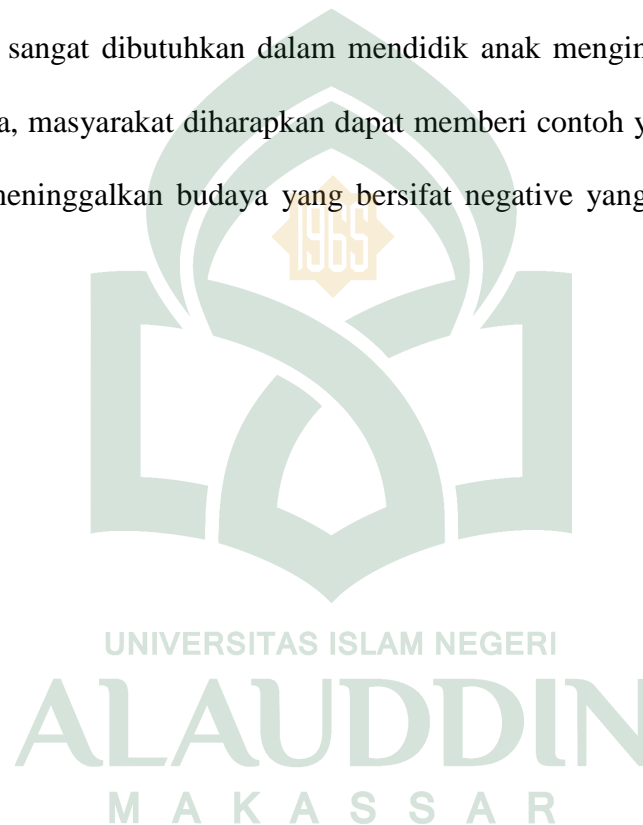 sangat dibutuhkan dalam mendidik anak
masyarakat diharapkan dapat memberi contoh
budaya yang bersifat negative yang
1965
UNIVERSITAS ISLAM NEGERI
ALAUDDIN
MAKASSAR